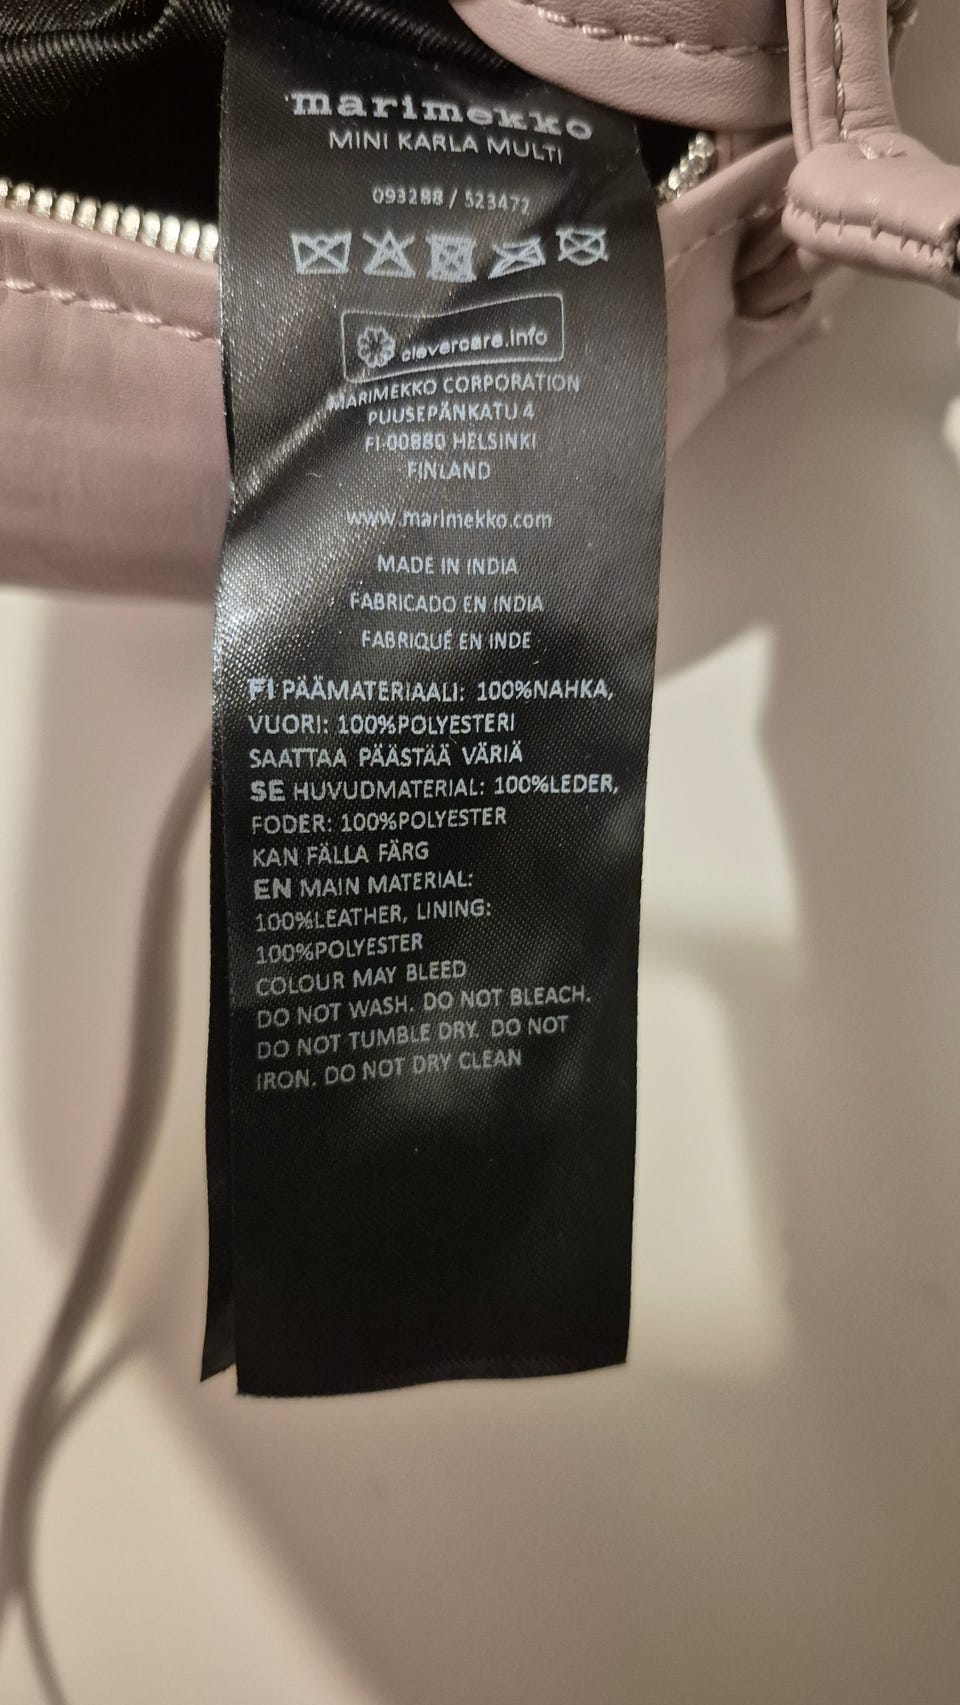 marimekko
MINI KARLA MULTI
093288 / 523472
clevercare.info
MARIMEKKO CORPORATION
PUUSEPÄNKATU 4
FI-00880 HELSINKI
FINLAND
www.marimekko.com
MADE IN INDIA
FABRICADO EN INDIA
FABRIQUÉ EN INDE
FI PÄÄMATERIAALI: 100%NAHKA,
VUORI: 100%POLYESTERI
SAATTAA PÄÄSTÄÄ VÄRIÄ
SE HUVUDMATERIAL: 100%LEDER,
FODER: 100%POLYESTER
KAN FÄLLA FÄRG
EN MAIN MATERIAL:
100%LEATHER, LINING:
100%POLYESTER
COLOUR MAY BLEED
DO NOT WASH. DO NOT BLEACH.
DO NOT TUMBLE DRY. DO NOT
IRON. DO NOT DRY CLEAN